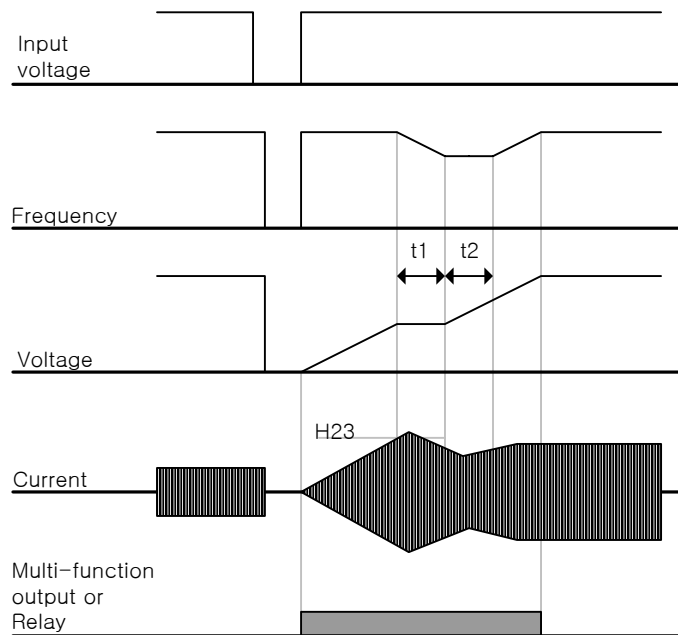 Input
voltage
Frequency
t1
t2
Voltage
H23
Current
Multi-function
output or
Relay